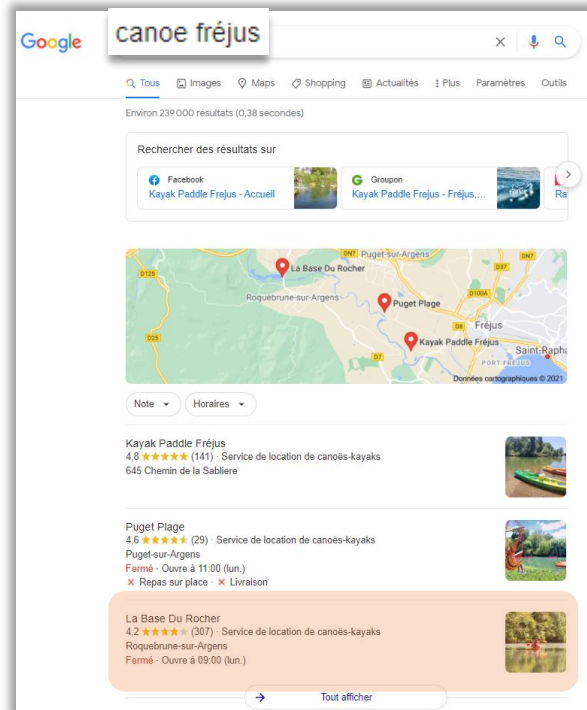 Google
canoe fréjus
Tous Images Maps Shopping Actualités Plus Paramètres Outils
Environ 239 000 résultats (0,38 secondes)
Rechercher des résultats sur
Facebook
Kayak Paddle Frejus - Accueil
Groupon
Kayak Paddle Frejus - Fréjus,...
Ra
DN7 Puget-sur-Argens DN7
D125 La Base Du Rocher D37
Roquebrune-sur-Argens D100A
Puget Plage
D8 Fréjus
D25 Kayak Paddle Fréjus
Saint-Rapha
D7 PORT FRÉJUS
Données cartographiques © 2021
Note Horaires
Kayak Paddle Fréjus
4,8 ★★★★★ (141) · Service de location de canoës-kayaks
645 Chemin de la Sabliere
Puget Plage
4,6 ★★★★★ (29) · Service de location de canoës-kayaks
Puget-sur-Argens
Fermé · Ouvre à 11:00 (lun.)
✕ Repas sur place · ✕ Livraison
La Base Du Rocher
4,2 ★★★★★ (307) · Service de location de canoës-kayaks
Roquebrune-sur-Argens
Fermé · Ouvre à 09:00 (lun.)
→ Tout afficher